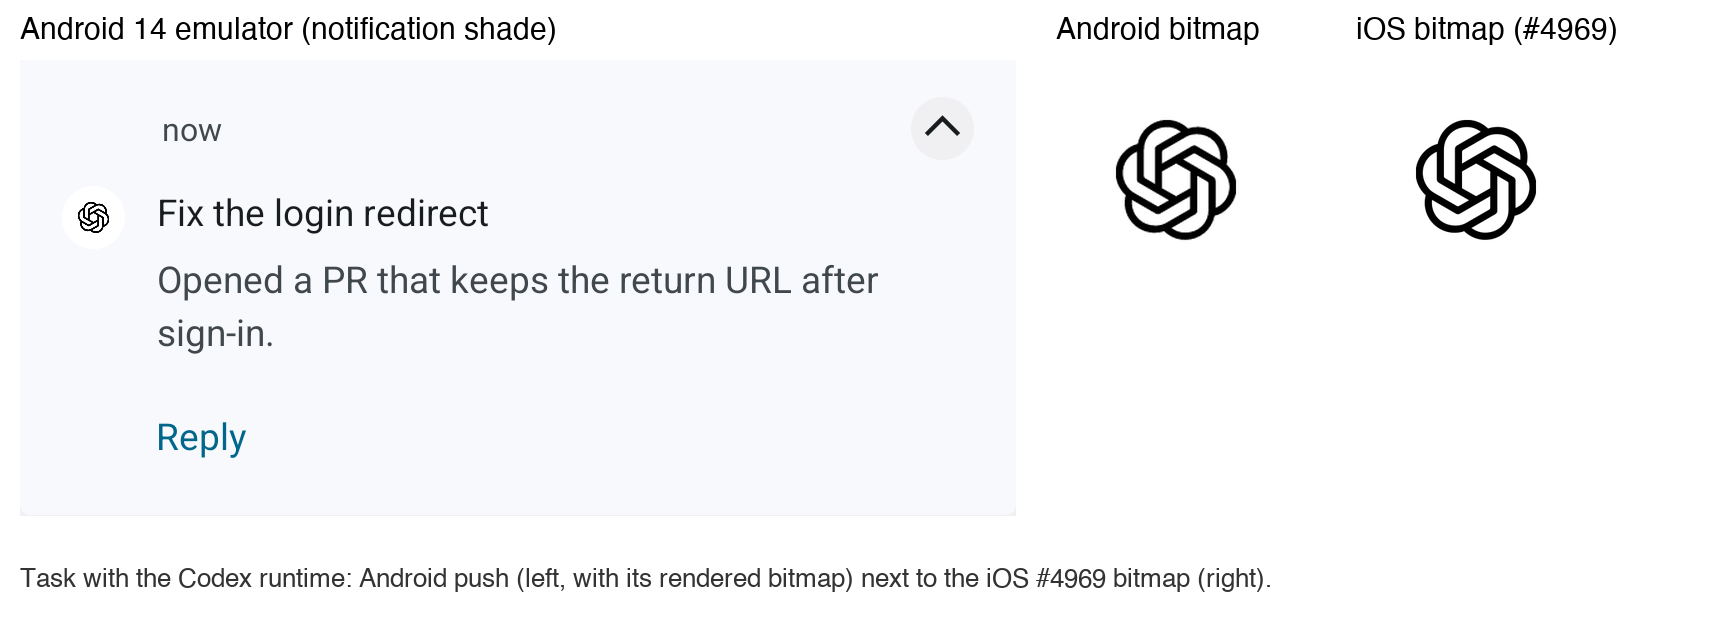 Android 14 emulator (notification shade)
Android bitmap
iOS bitmap (#4969)
now
Fix the login redirect
Opened a PR that keeps the return URL after
sign-in.
Reply
Task with the Codex runtime: Android push (left, with its rendered bitmap) next to the iOS #4969 bitmap (right).